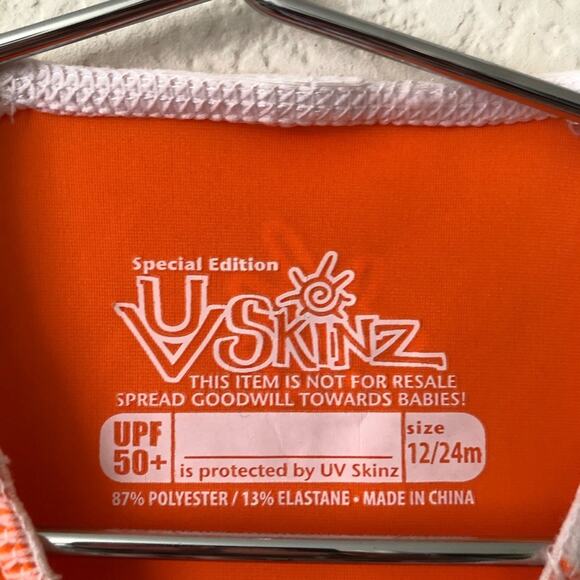 Special Edition
UV SKINZ
THIS ITEM IS NOT FOR RESALE
SPREAD GOODWILL TOWARDS BABIES!
UPF
50+
is protected by UV Skinz
size
12/24m
87% POLYESTER / 13% ELASTANE • MADE IN CHINA